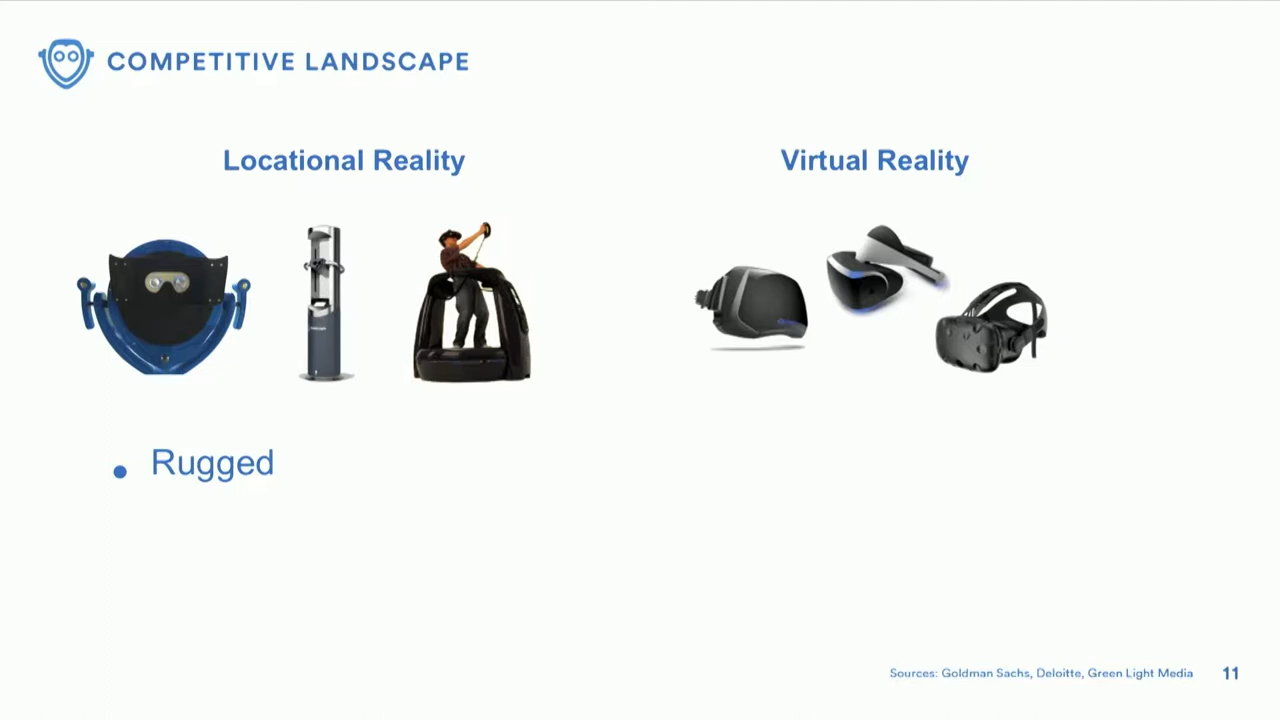 COMPETITIVE LANDSCAPE
Locational Reality
Virtual Reality
• Rugged
Sources: Goldman Sachs, Deloitte, Green Light Media
11